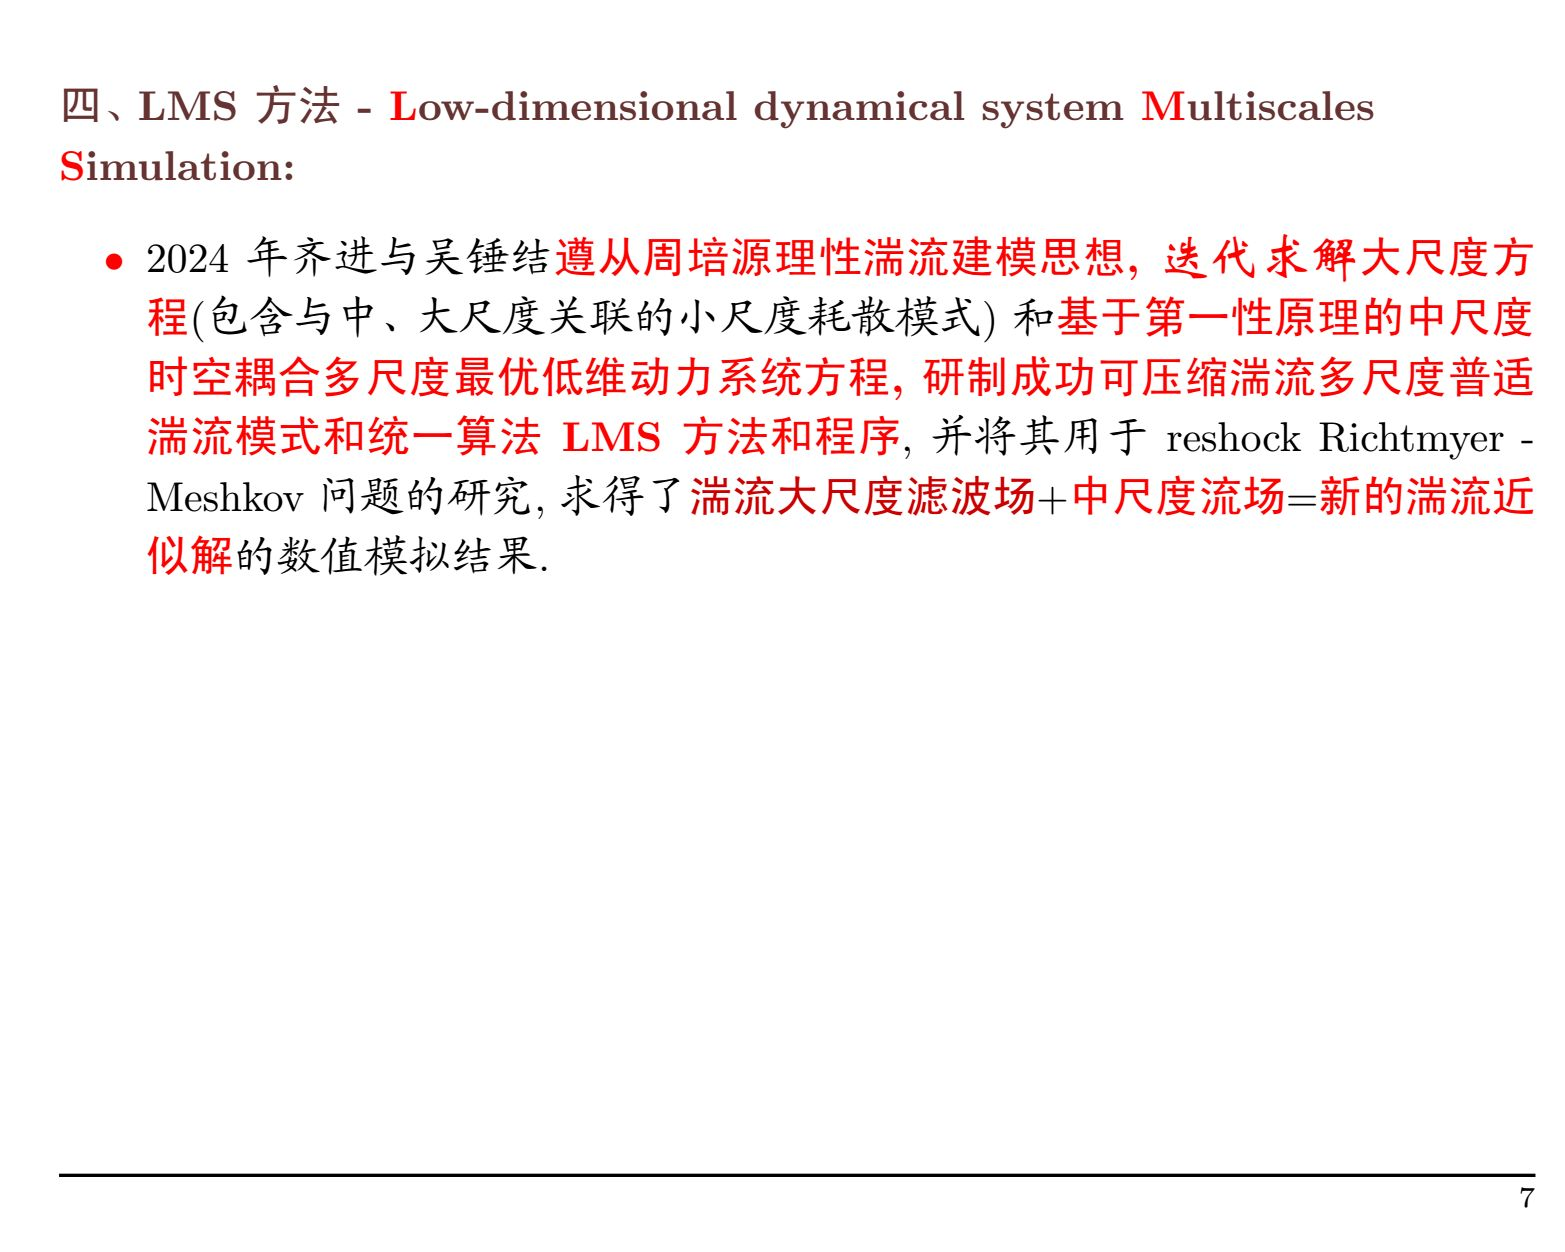 四、LMS 方法 - Low-dimensional dynamical system Multiscales
Simulation:
• 2024 年齐进与吴锤结遵从周培源理性湍流建模思想, 迭代求解大尺度方
程(包含与中、大尺度关联的小尺度耗散模式) 和基于第一性原理的中尺度
时空耦合多尺度最优低维动力系统方程, 研制成功可压缩湍流多尺度普适
湍流模式和统一算法 LMS 方法和程序, 并将其用于 reshock Richtmyer -
Meshkov 问题的研究, 求得了湍流大尺度滤波场+中尺度流场=新的湍流近
似解的数值模拟结果.
7